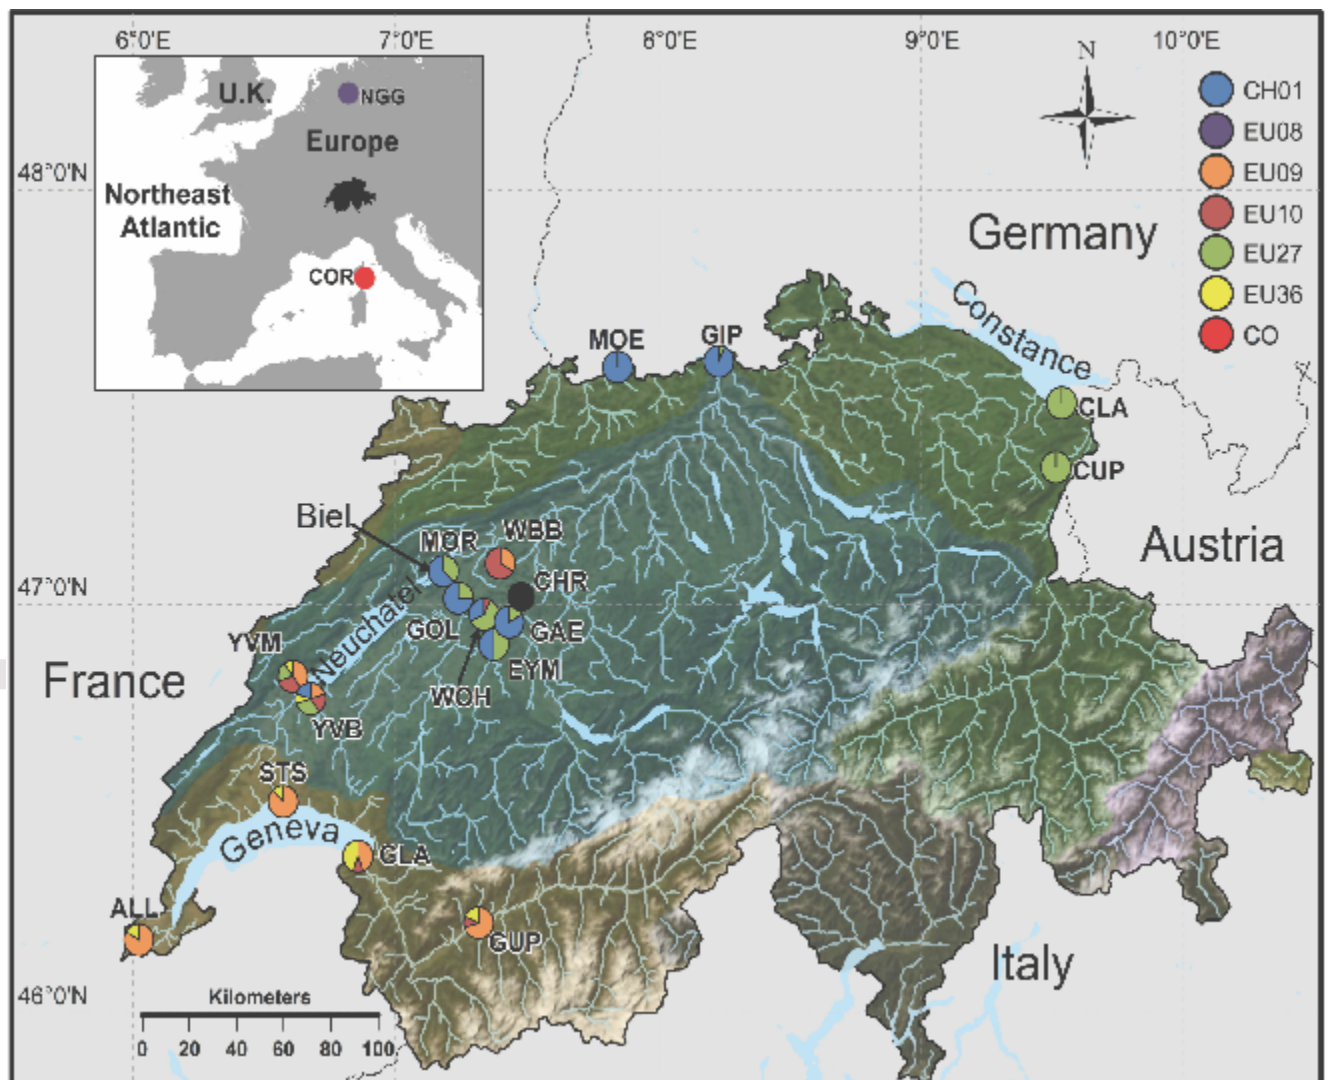 6°0'E 7°0'E 8°0'E 9°0'E 10°0'E
N
U.K.
NGG
Europe
Northeast
Atlantic
COR
CH01
EU08
EU09
EU10
EU27
EU36
CO
48°0'N
Germany
Constance
MOE
GIP
CLA
CUP
Biel
MOR
WBB
CHR
Austria
47°0'N
Neuchatel
GOL
GAE
YVM
EYM
France
WOH
YVB
STS
Geneva
GLA
ALL
GUP
Italy
46°0'N
Kilometers
0 20 40 60 80 100